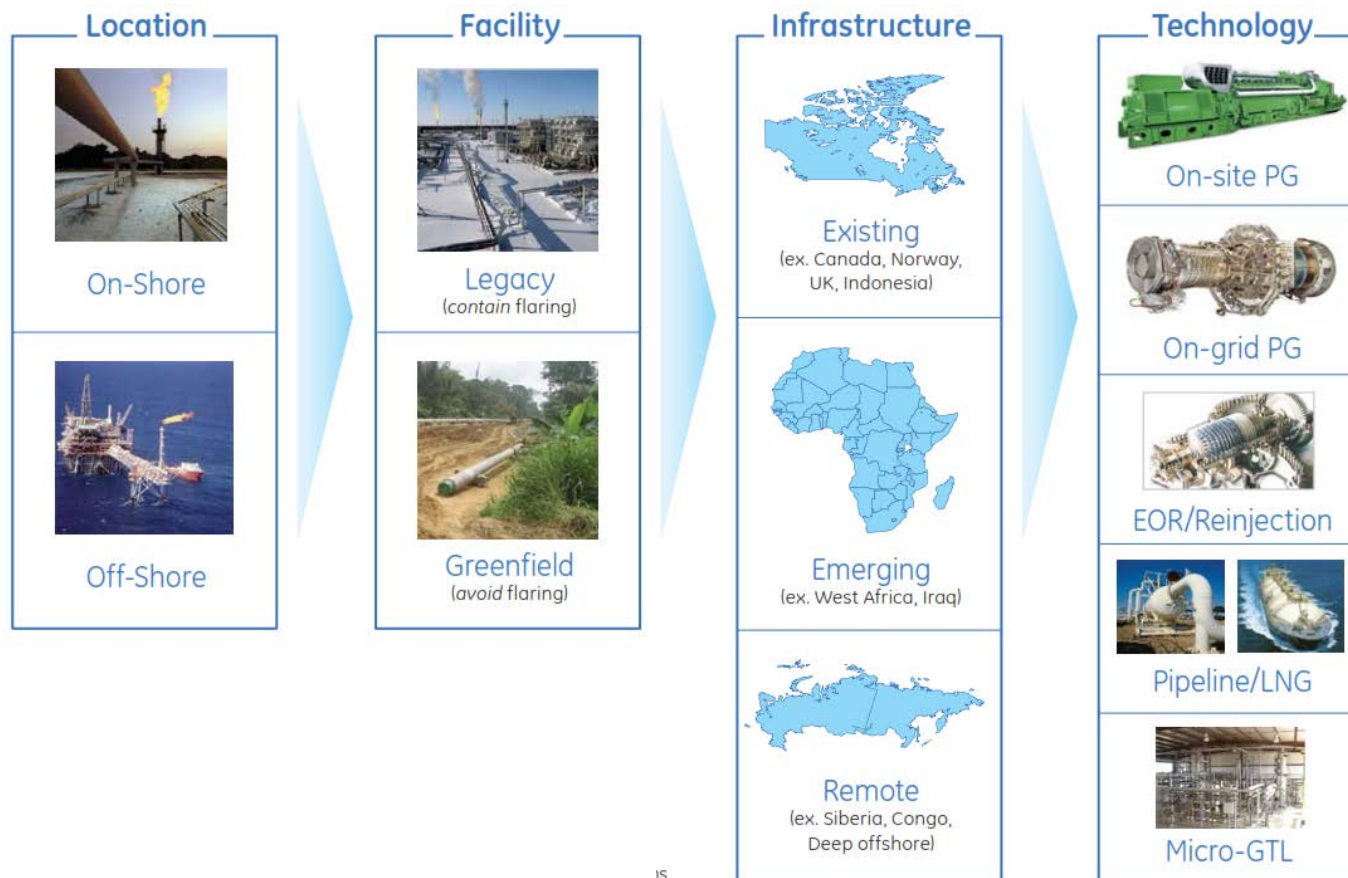 Location
On-Shore
Off-Shore
Facility
Legacy
(contain flaring)
Greenfield
(avoid flaring)
Infrastructure
Existing
(ex. Canada, Norway,
UK, Indonesia)
Emerging
(ex. West Africa, Iraq)
Remote
(ex. Siberia, Congo,
Deep offshore)
Technology
On-site PG
On-grid PG
EOR/Reinjection
Pipeline/LNG
Micro-GTL